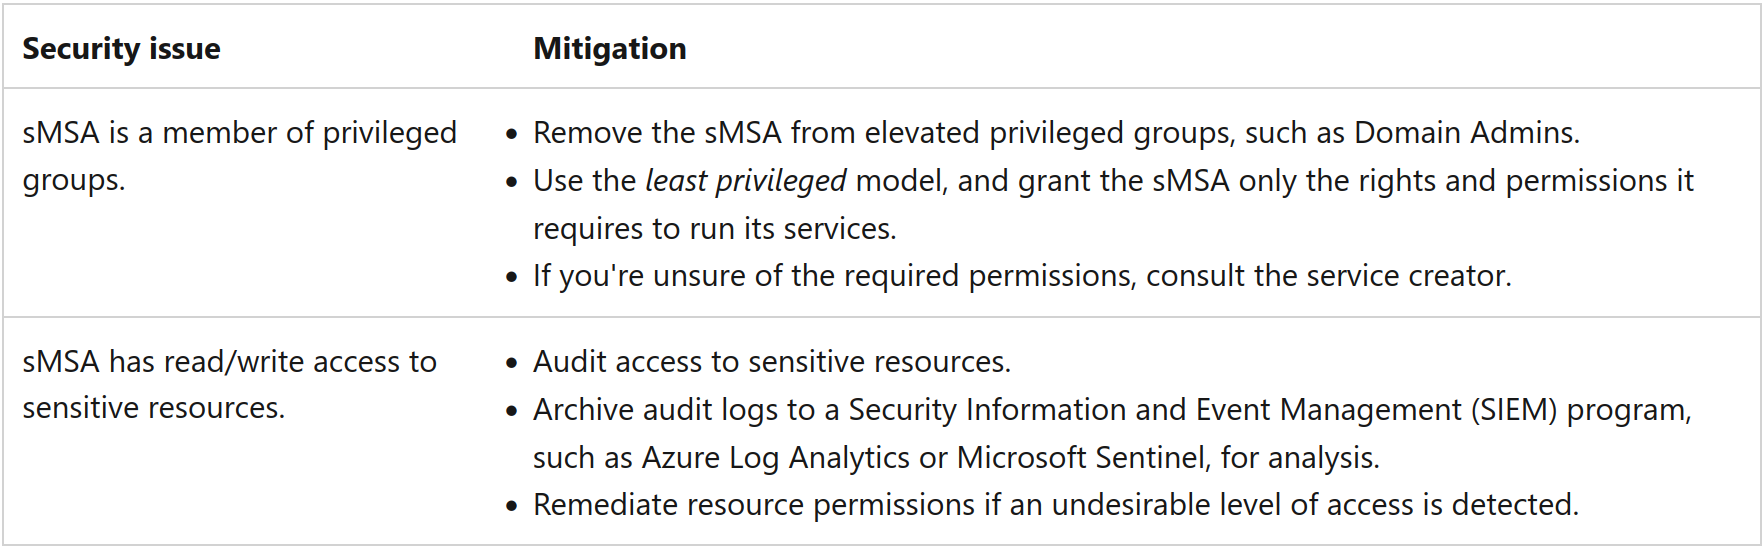 Security issue
Mitigation
sMSA is a member of privileged
groups.
• Remove the sMSA from elevated privileged groups, such as Domain Admins.
• Use the least privileged model, and grant the sMSA only the rights and permissions it
requires to run its services.
• If you're unsure of the required permissions, consult the service creator.
sMSA has read/write access to
sensitive resources.
• Audit access to sensitive resources.
• Archive audit logs to a Security Information and Event Management (SIEM) program,
such as Azure Log Analytics or Microsoft Sentinel, for analysis.
• Remediate resource permissions if an undesirable level of access is detected.